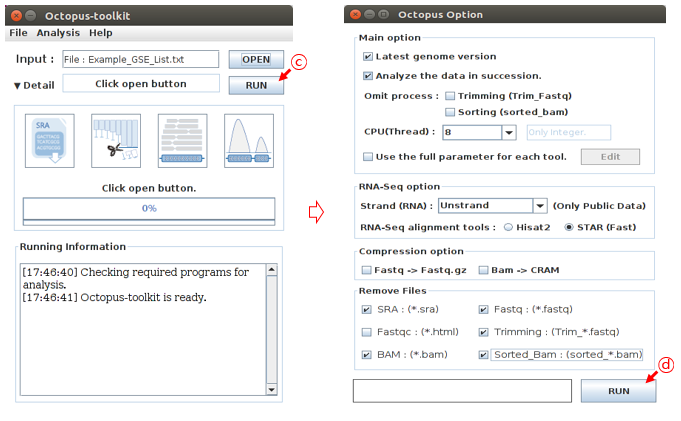 Octopus-toolkit
File Analysis Help
Input : File : Example_GSE_List.txt OPEN
c
▼Detail Click open button RUN
SRA
Click open button.
0%
Running Information
[17:46:40] Checking required programs for
analysis.
[17:46:41] Octopus-toolkit is ready.
Octopus Option
Main option
Latest genome version
Analyze the data in succession.
Omit process : Trimming (Trim_Fastq)
Sorting (sorted_bam)
CPU(Thread) : 8 Only Integer.
Use the full parameter for each tool. Edit
RNA-Seq option
Strand (RNA) : Unstrand (Only Public Data)
RNA-Seq alignment tools : Hisat2 STAR (Fast)
Compression option
Fastq -> Fastq.gz Bam -> CRAM
Remove Files
SRA : (*.sra) Fastq : (*.fastq)
Fastqc : (*.html) Trimming : (Trim_*.fastq)
BAM : (*.bam) Sorted_Bam : (sorted_*.bam)
d
RUN